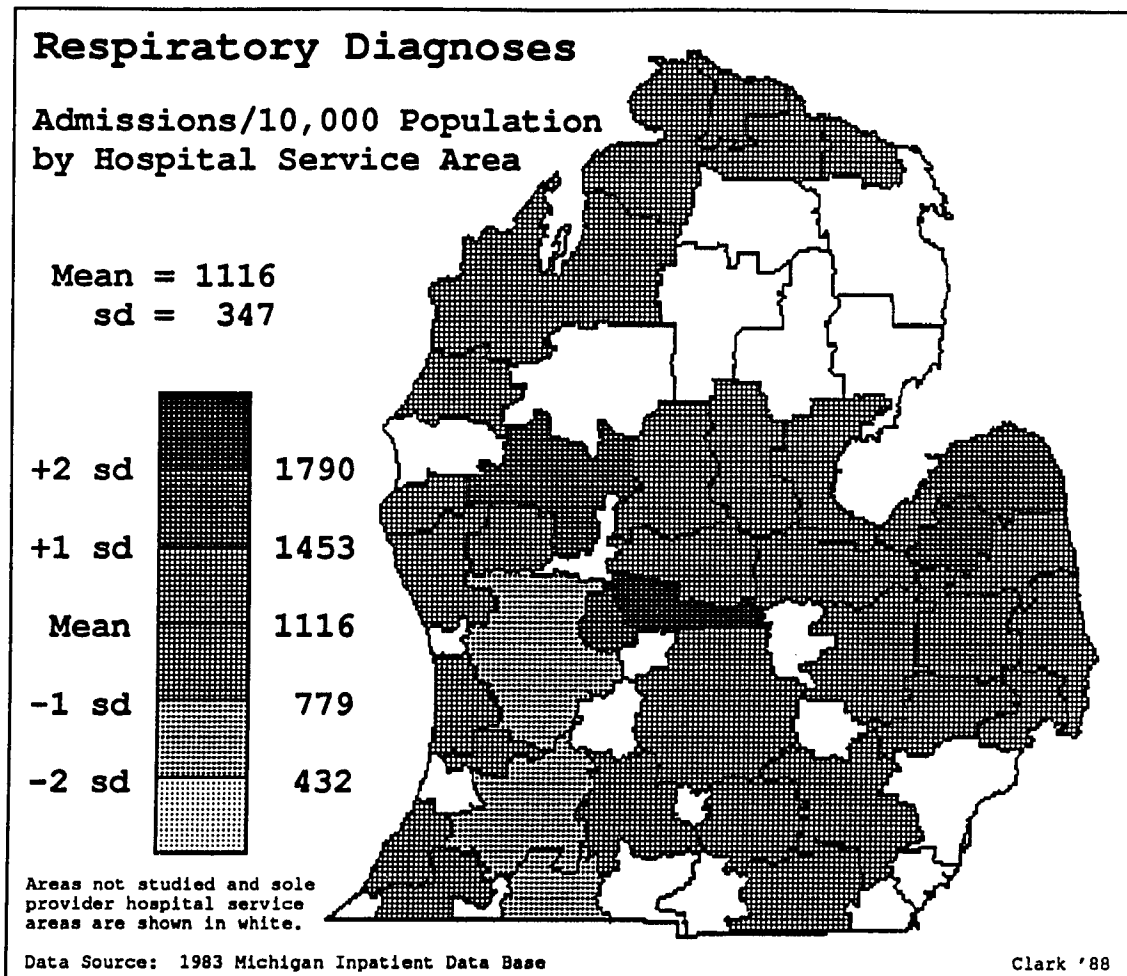 Respiratory Diagnoses
Admissions/10,000 Population
by Hospital Service Area
Mean = 1116
sd = 347
+2 sd 1790
+1 sd 1453
Mean 1116
-1 sd 779
-2 sd 432
Areas not studied and sole
provider hospital service
areas are shown in white.
Data Source: 1983 Michigan Inpatient Data Base
Clark '88